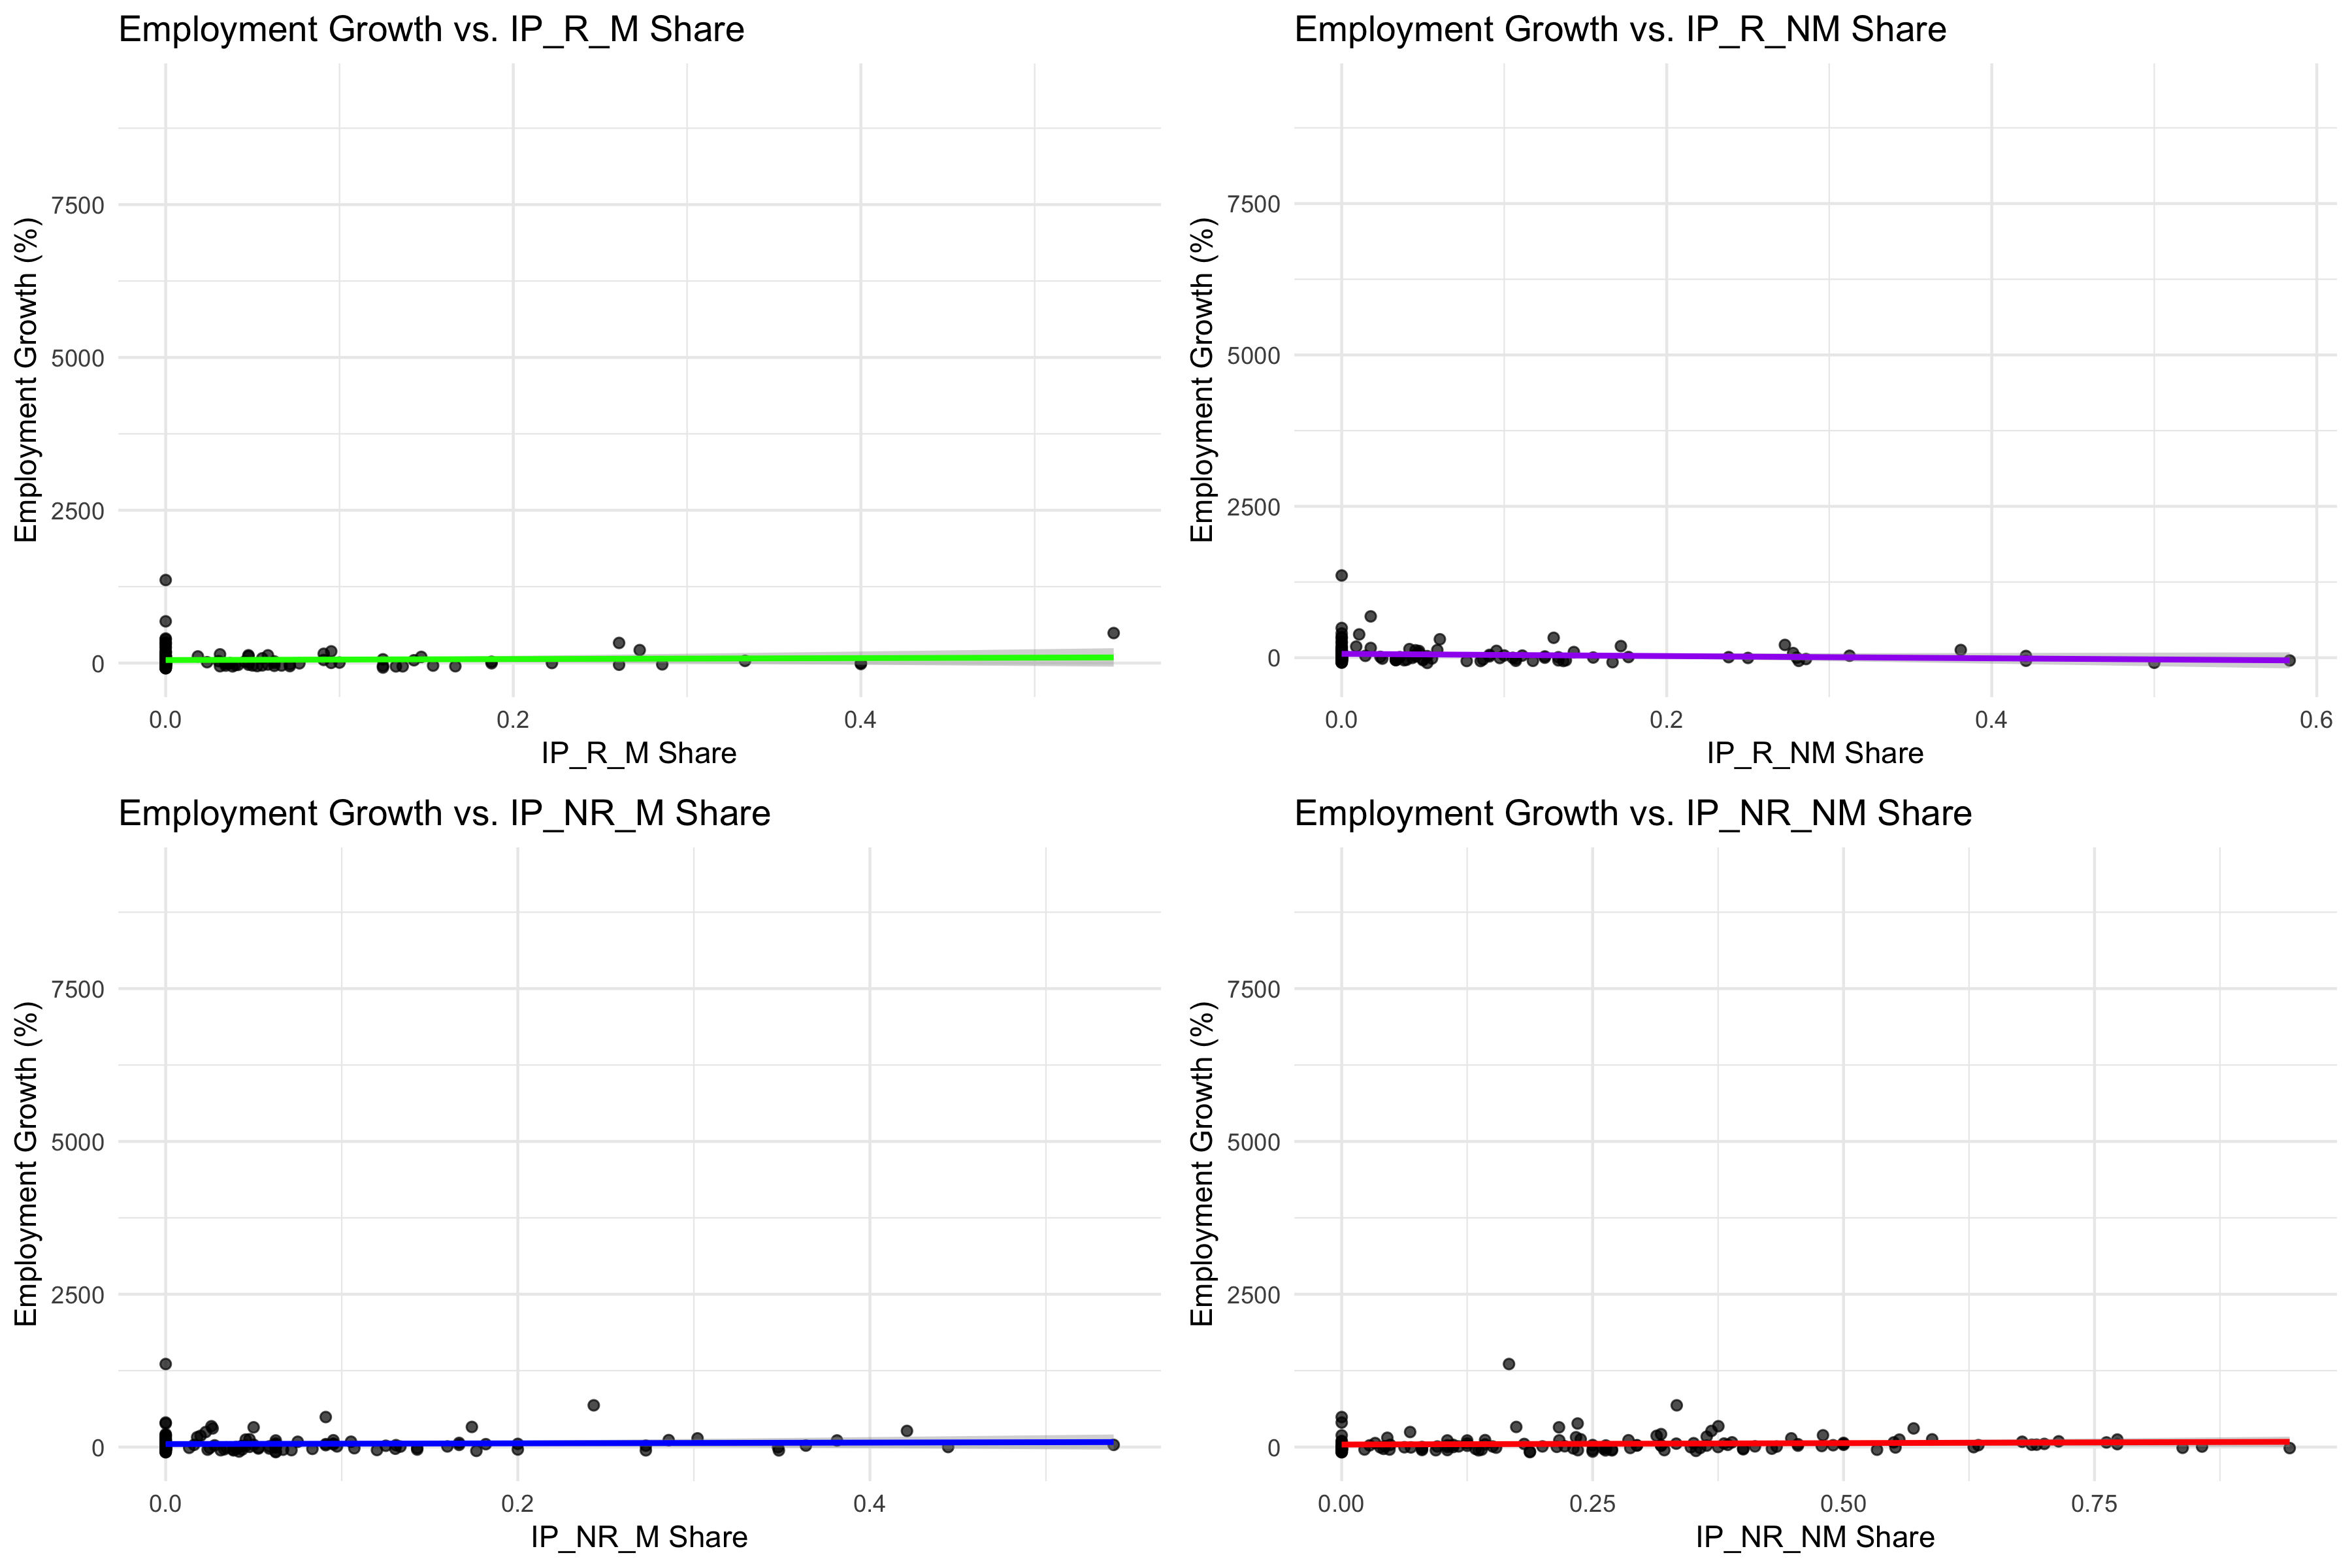 Employment Growth vs. IP_R_M Share
Employment Growth (%)
7500
5000
2500
0
0.0 0.2 0.4
IP_R_M Share
Employment Growth vs. IP_R_NM Share
Employment Growth (%)
7500
5000
2500
0
0.0 0.2 0.4 0.6
IP_R_NM Share
Employment Growth vs. IP_NR_M Share
Employment Growth (%)
7500
5000
2500
0
0.0 0.2 0.4
IP_NR_M Share
Employment Growth vs. IP_NR_NM Share
Employment Growth (%)
7500
5000
2500
0
0.00 0.25 0.50 0.75
IP_NR_NM Share